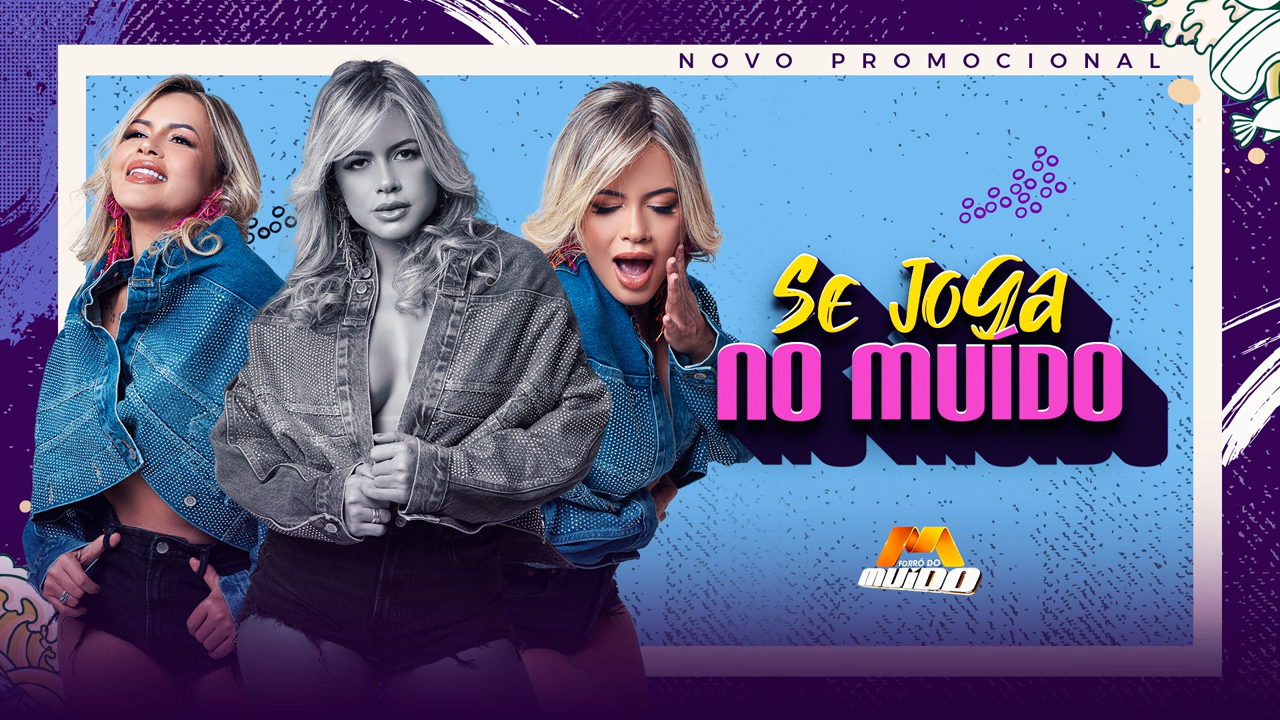 NOVO PROMOCIONAL
SE JOGA
NO MUÍDO
FORRÓ DO
MUÍDO